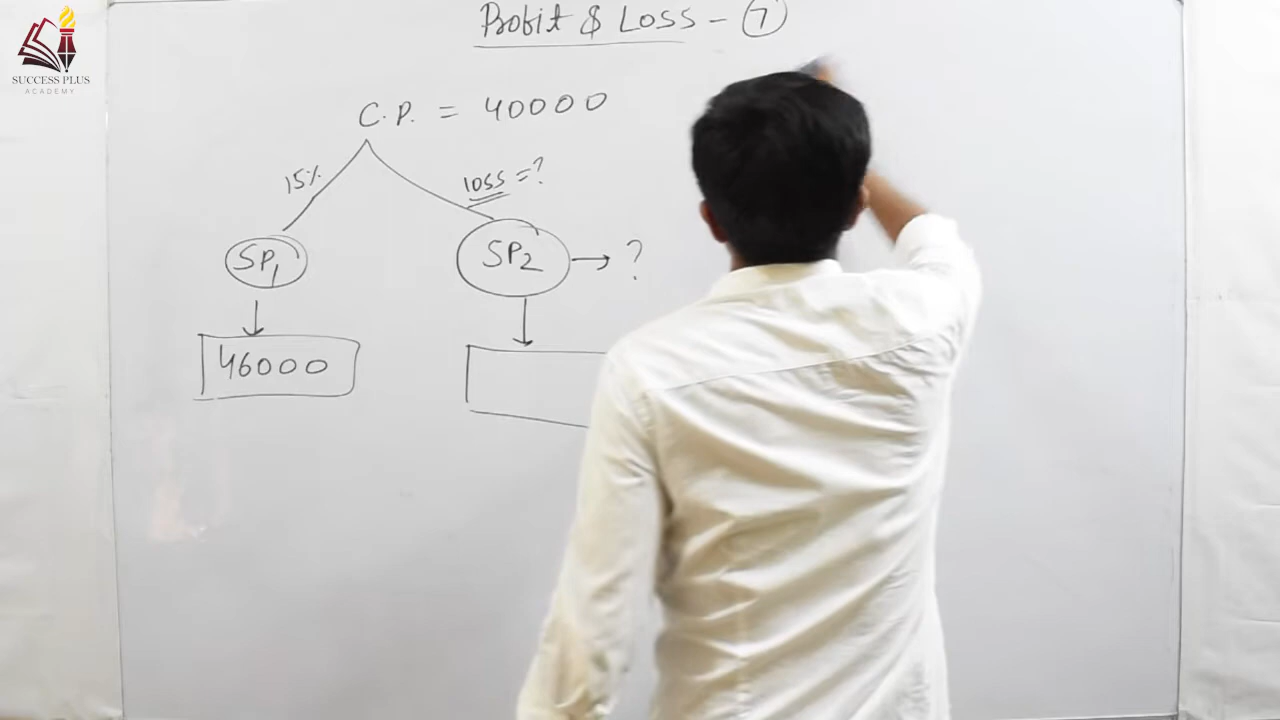 SUCCESS PLUS
ACADEMY
Profit & Loss - 7
C.P. = 40000
15%
loss = ?
SP1
SP2 → ?
46000